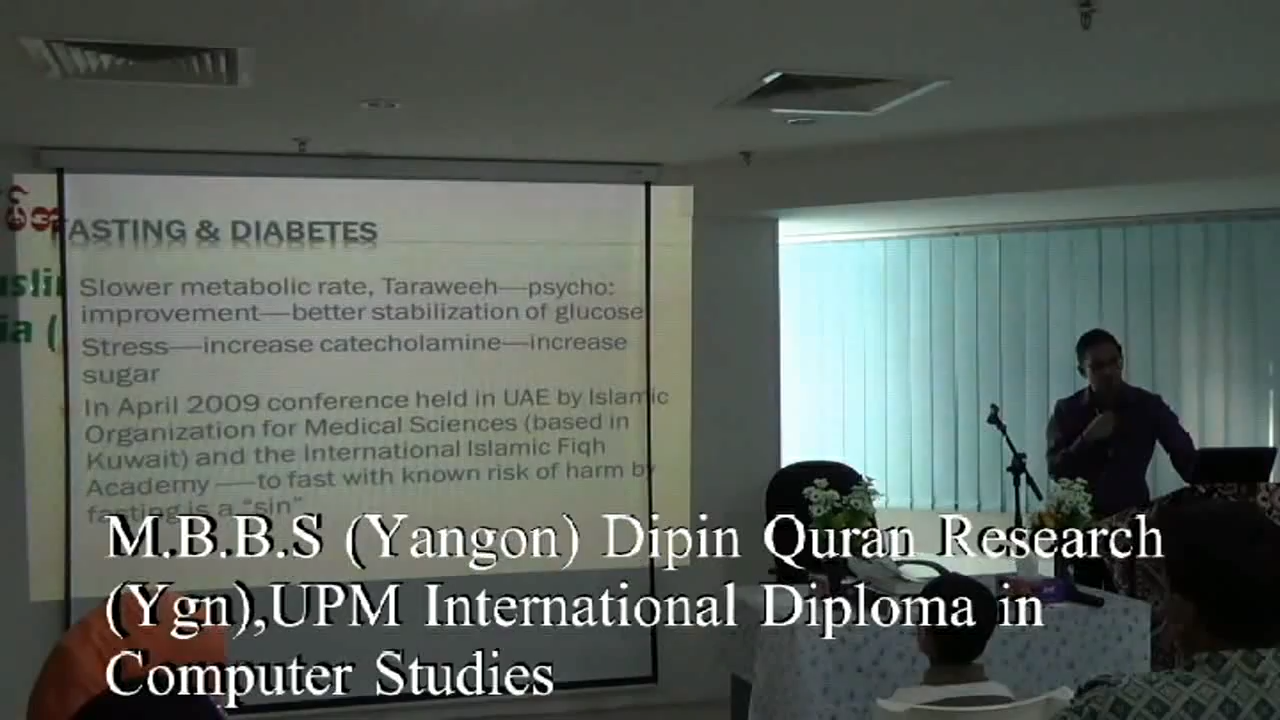 FASTING & DIABETES
Slower metabolic rate, Taraweeh—psycho:
improvement—better stabilization of glucose
Stress—increase catecholamine—increase
sugar
In April 2009 conference held in UAE by Islamic
Organization for Medical Sciences (based in
Kuwait) and the International Islamic Fiqh
Academy —to fast with known risk of harm by
fasting is a "sin"
M.B.B.S (Yangon) Dipin Quran Research
(Ygn),UPM International Diploma in
Computer Studies